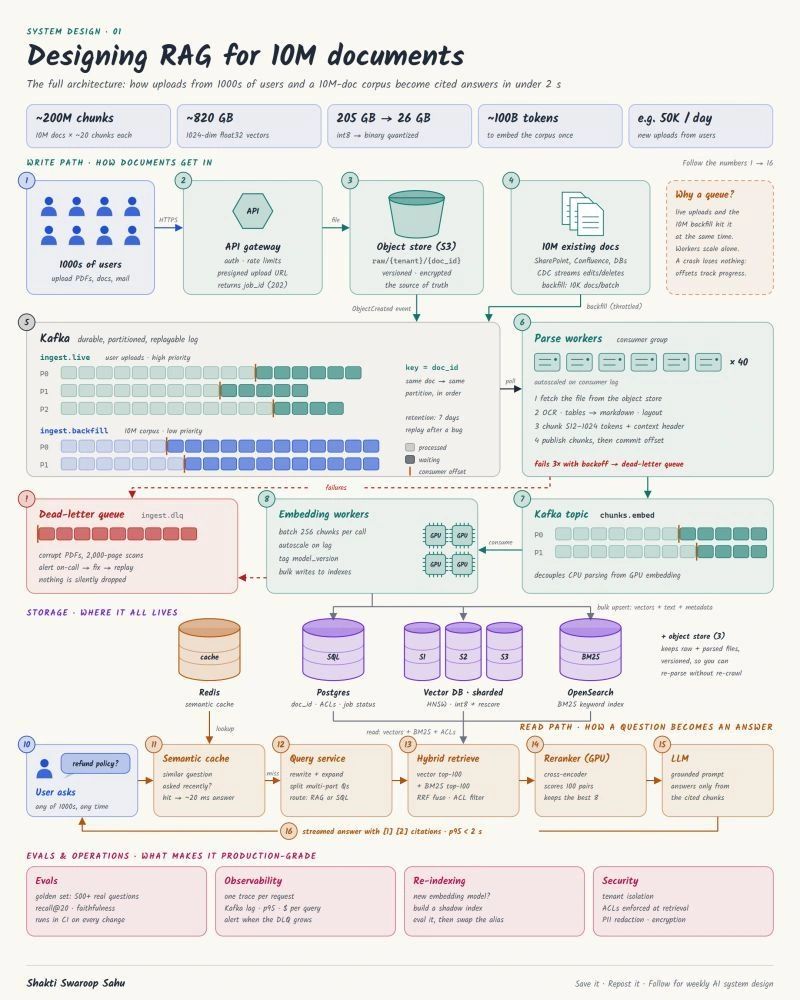 SYSTEM DESIGN · 01
Designing RAG for 10M documents
The full architecture: how uploads from 1000s of users and a 10M-doc corpus become cited answers in under 2 s
~200M chunks
10M docs × ~20 chunks each
~820 GB
1024-dim float32 vectors
205 GB → 26 GB
int8 → binary quantized
~100B tokens
to embed the corpus once
e.g. 50K / day
new uploads from users
WRITE PATH · HOW DOCUMENTS GET IN
Follow the numbers 1 → 16
1
1000s of users
upload PDFs, docs, mail
HTTPS
2
API
API gateway
auth · rate limits
presigned upload URL
returns job_id (202)
file
3
Object store (S3)
raw/{tenant}/{doc_id}
versioned · encrypted
the source of truth
4
10M existing docs
SharePoint, Confluence, DBs
CDC streams edits/deletes
backfill: 10K docs/batch
Why a queue?
live uploads and the
10M backfill hit it
at the same time.
Workers scale alone.
A crash loses nothing:
offsets track progress.
ObjectCreated event
backfill (throttled)
5
Kafka durable, partitioned, replayable log
ingest.live user uploads · high priority
P0
P1
P2
ingest.backfill 10M corpus · low priority
P0
P1
key = doc_id
same doc → same
partition, in order
retention: 7 days
replay after a bug
processed
waiting
consumer offset
poll
6
Parse workers consumer group
× 40
autoscaled on consumer lag
1 fetch the file from the object store
2 OCR · tables → markdown · layout
3 chunk 512–1024 tokens + context header
4 publish chunks, then commit offset
fails 3× with backoff → dead-letter queue
failures
!
Dead-letter queue ingest.dlq
corrupt PDFs, 2,000-page scans
alert on-call → fix → replay
nothing is silently dropped
8
Embedding workers
batch 256 chunks per call
autoscale on lag
tag model_version
bulk writes to indexes
GPU
GPU
GPU
GPU
consume
7
Kafka topic chunks.embed
P0
P1
decouples CPU parsing from GPU embedding
STORAGE · WHERE IT ALL LIVES
bulk upsert: vectors + text + metadata
cache
Redis
semantic cache
SQL
Postgres
doc_id · ACLs · job status
S1
S2
S3
Vector DB · sharded
HNSW · int8 + rescore
BM25
OpenSearch
BM25 keyword index
+ object store (3)
keeps raw + parsed files,
versioned, so you can
re-parse without re-crawl
lookup
read: vectors + BM25 + ACLs
READ PATH · HOW A QUESTION BECOMES AN ANSWER
10
refund policy?
User asks
any of 1000s, any time
11
Semantic cache
similar question
asked recently?
hit → ~20 ms answer
miss
12
Query service
rewrite + expand
split multi-part Qs
route: RAG or SQL
13
Hybrid retrieve
vector top-100
+ BM25 top-100
RRF fuse · ACL filter
14
Reranker (GPU)
cross-encoder
scores 100 pairs
keeps the best 8
15
LLM
grounded prompt
answers only from
the cited chunks
16
streamed answer with [1] [2] citations · p95 < 2 s
EVALS & OPERATIONS · WHAT MAKES IT PRODUCTION-GRADE
Evals
golden set: 500+ real questions
recall@20 · faithfulness
runs in CI on every change
Observability
one trace per request
Kafka lag · p95 · $ per query
alert when the DLQ grows
Re-indexing
new embedding model?
build a shadow index
eval it, then swap the alias
Security
tenant isolation
ACLs enforced at retrieval
PII redaction · encryption
Shakti Swaroop Sahu
Save it · Repost it · Follow for weekly AI system design